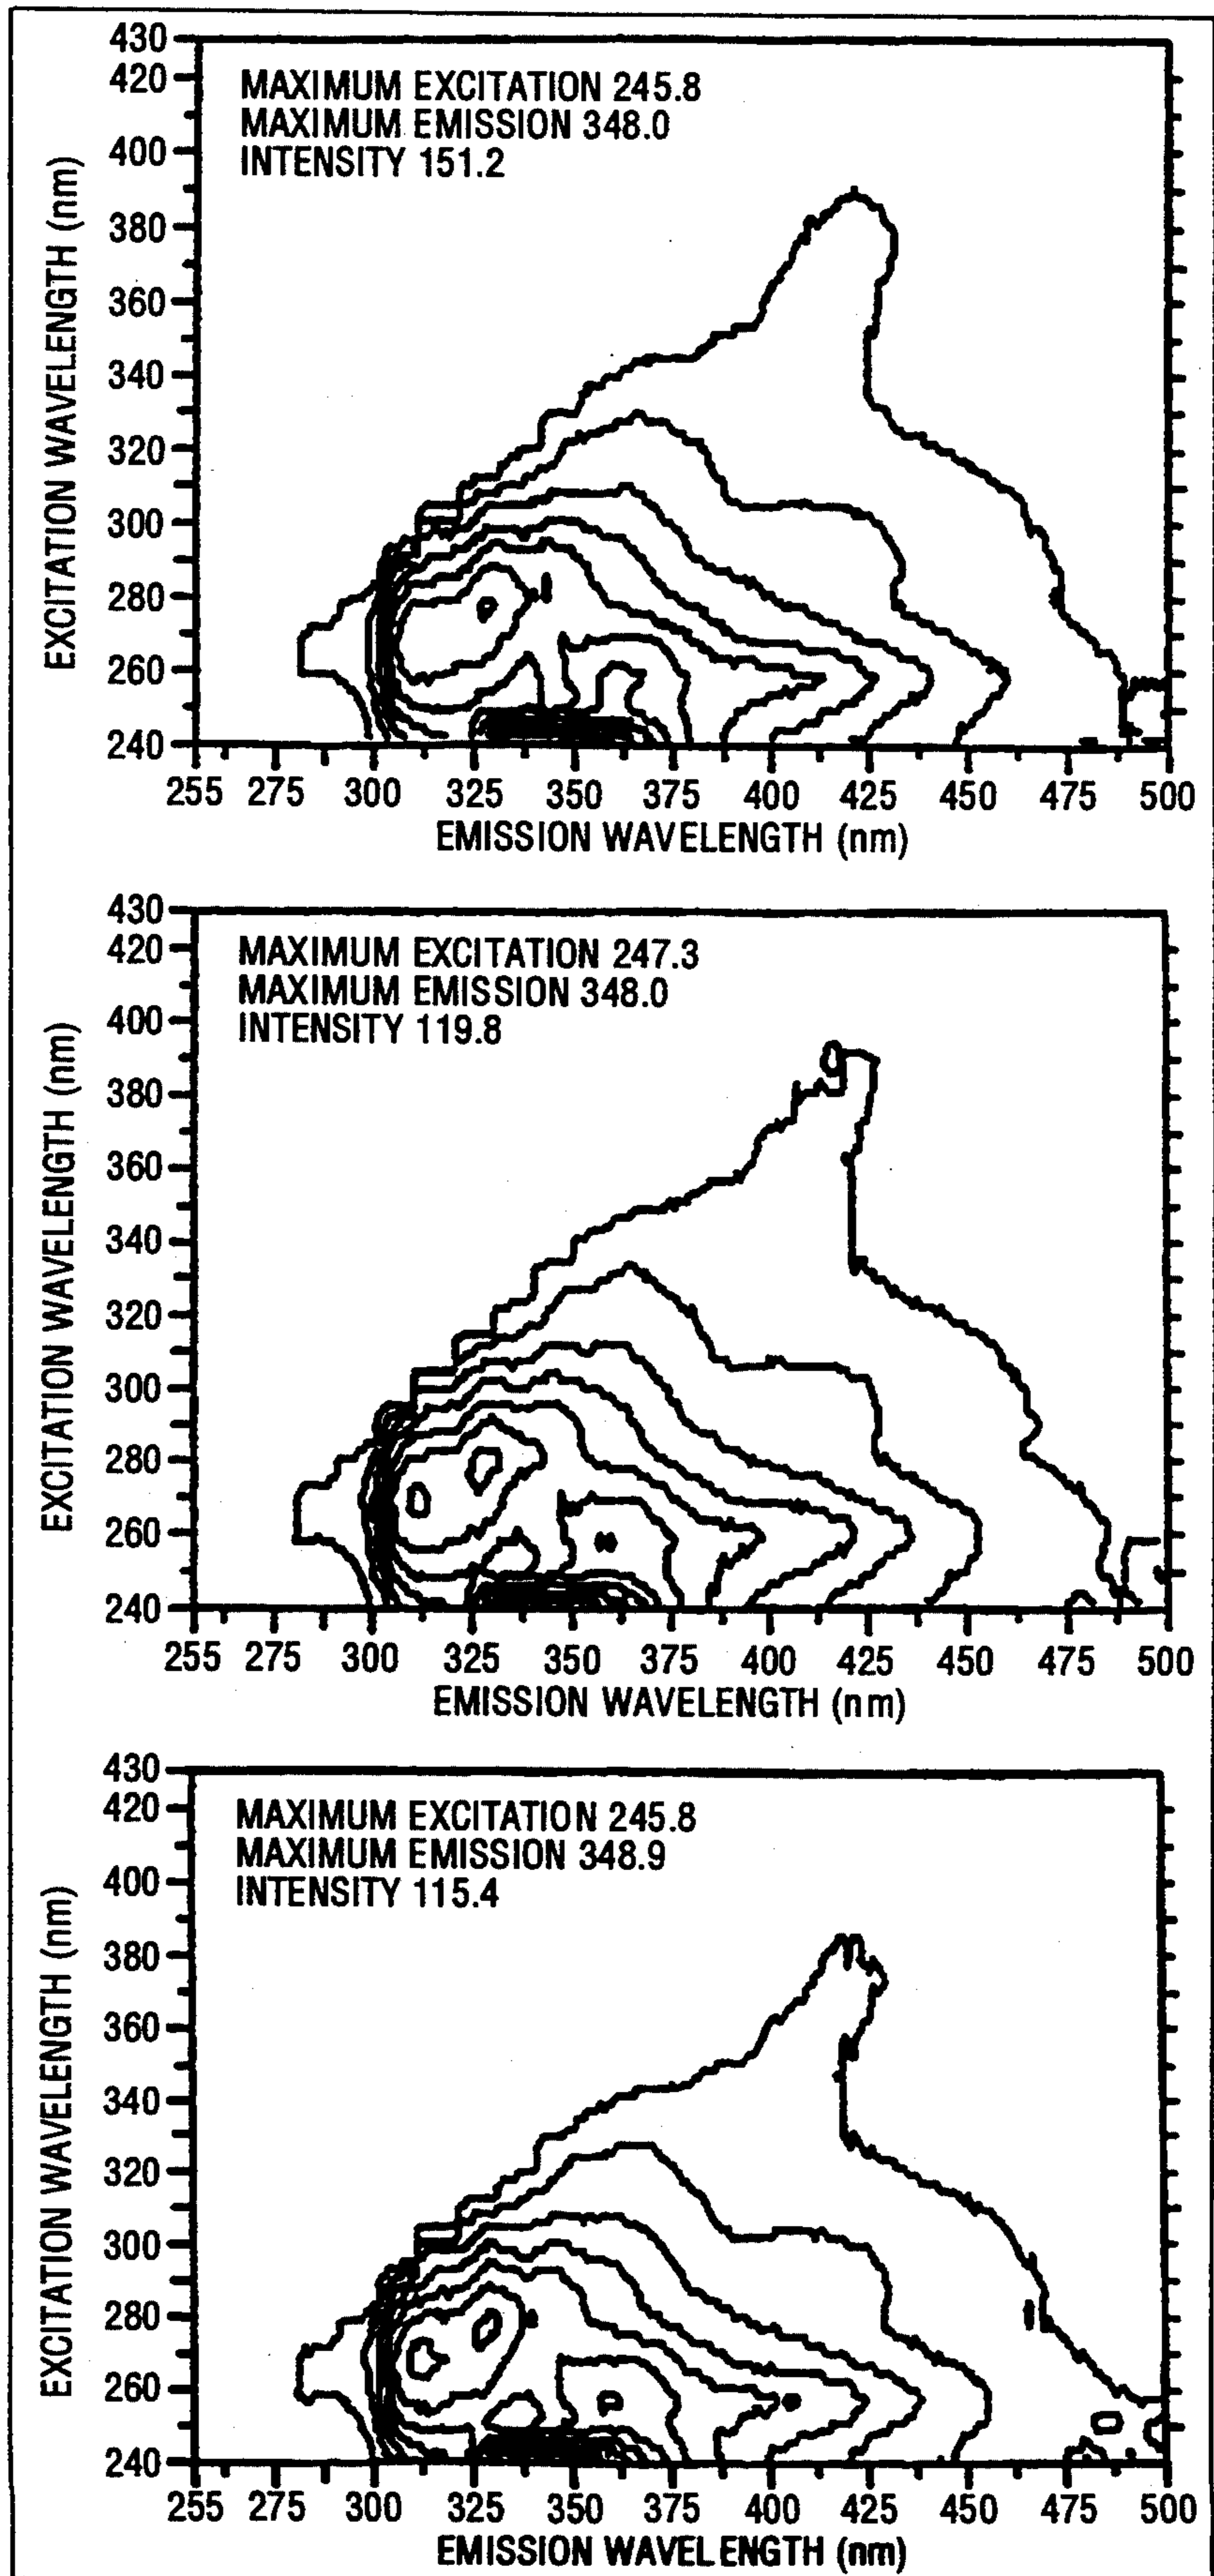 430
420
400
380
360
340
320
300
280
260
240
EXCITATION WAVELENGTH (nm)
MAXIMUM EXCITATION 245.8
MAXIMUM EMISSION 348.0
INTENSITY 151.2
255 275 300 325 350 375 400 425 450 475 500
EMISSION WAVELENGTH (nm)
430
420
400
380
360
340
320
300
280
260
240
EXCITATION WAVELENGTH (nm)
MAXIMUM EXCITATION 247.3
MAXIMUM EMISSION 348.0
INTENSITY 119.8
255 275 300 325 350 375 400 425 450 475 500
EMISSION WAVELENGTH (nm)
430
420
400
380
360
340
320
300
280
260
240
EXCITATION WAVELENGTH (nm)
MAXIMUM EXCITATION 245.8
MAXIMUM EMISSION 348.9
INTENSITY 115.4
255 275 300 325 350 375 400 425 450 475 500
EMISSION WAVELENGTH (nm)